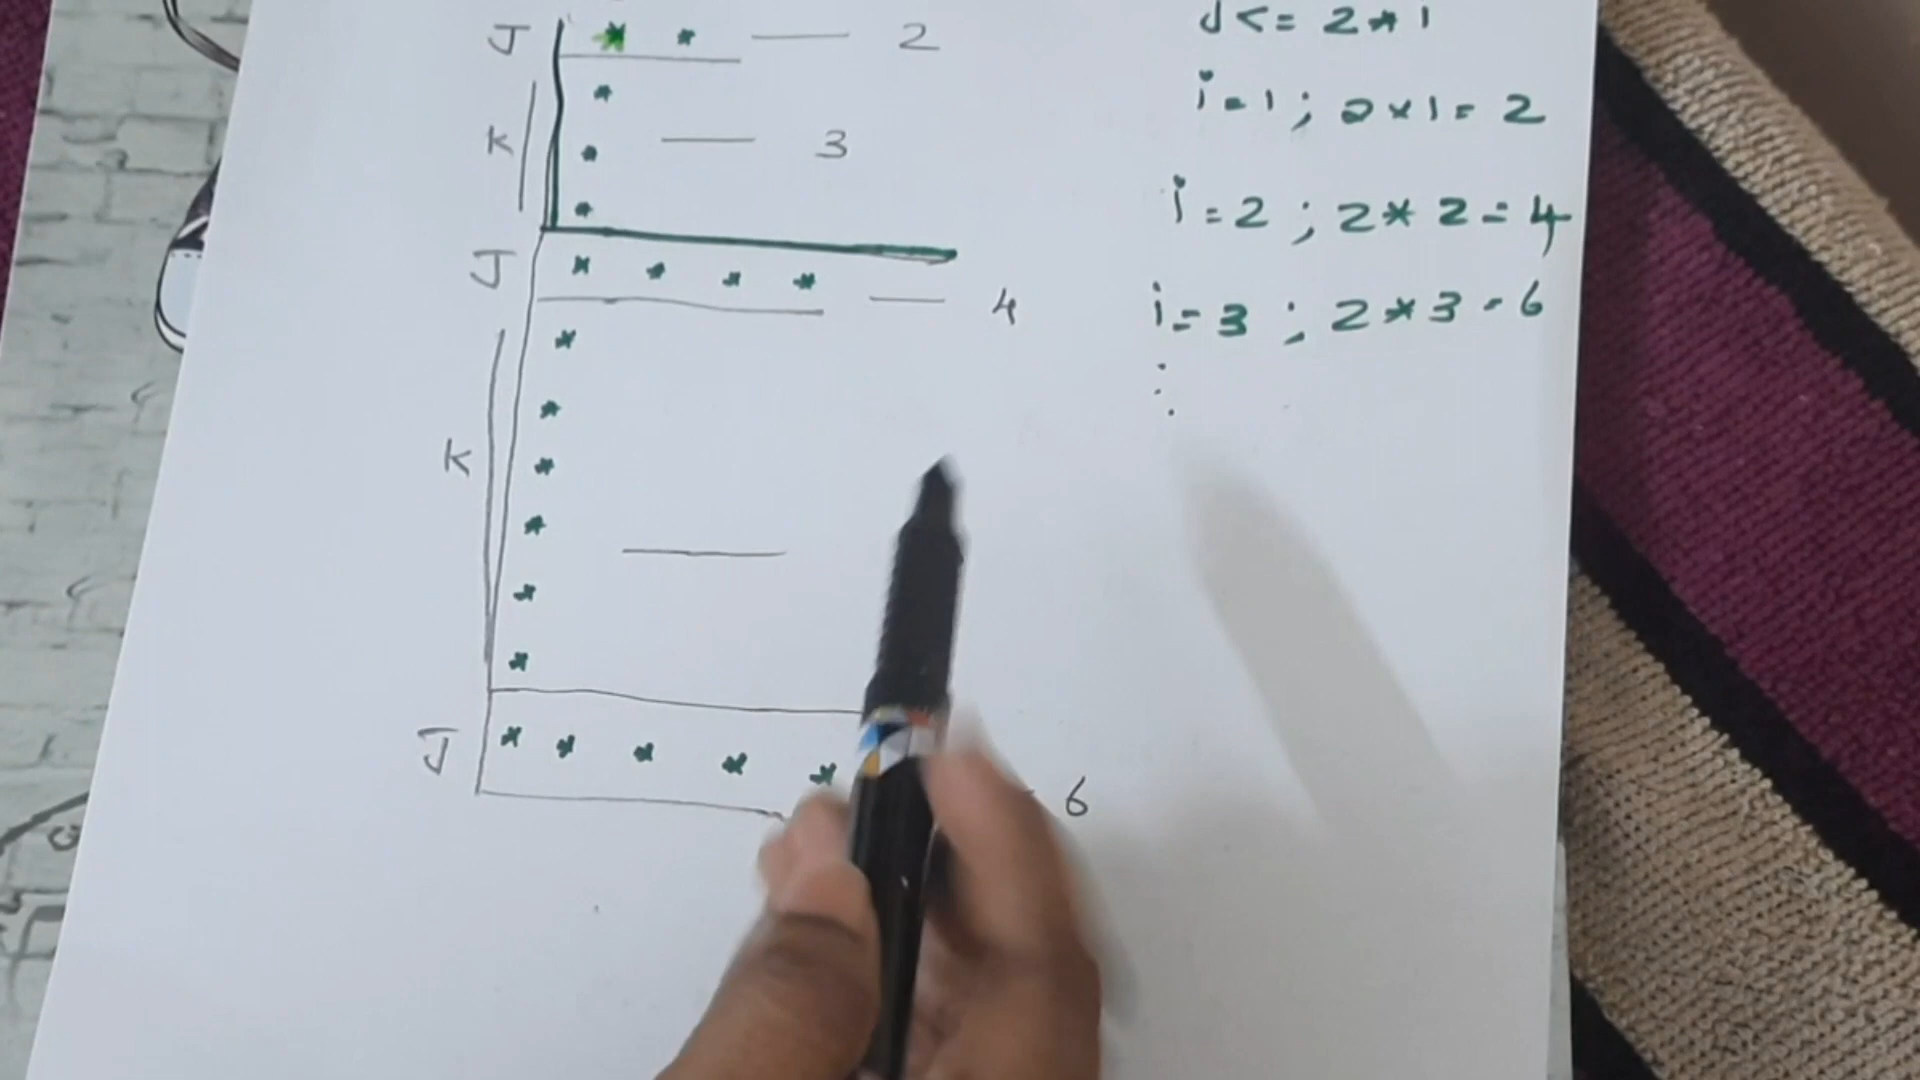 J * * — 2
*
K * — 3
*
J * * * * — 4
*
*
K *
*
*
*
J * * * * * — 6
J <= 2 * 1
i = 1 ; 2 * 1 = 2
i = 2 ; 2 * 2 = 4
i = 3 ; 2 * 3 = 6
⋮